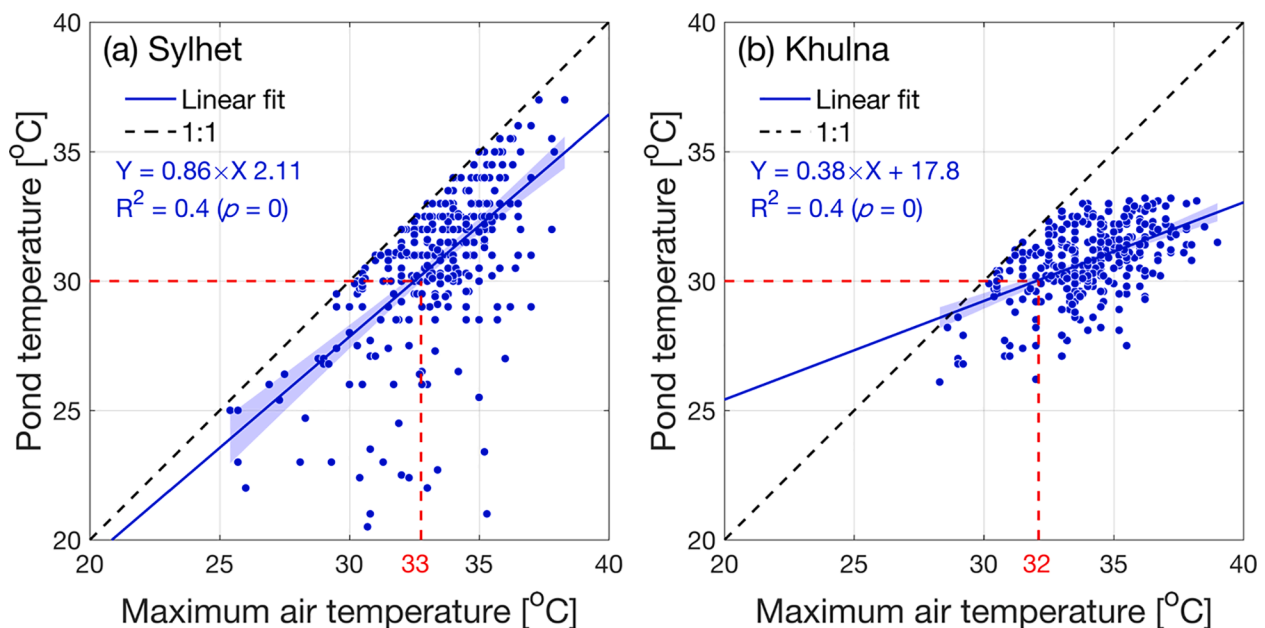 (a) Sylhet
Linear fit
1:1
Y = 0.86×X 2.11
R² = 0.4 (p = 0)
40
35
30
25
20
20 25 30 33 35 40
Pond temperature [°C]
Maximum air temperature [°C]
(b) Khulna
Linear fit
1:1
Y = 0.38×X + 17.8
R² = 0.4 (p = 0)
40
35
30
25
20
20 25 30 32 35 40
Pond temperature [°C]
Maximum air temperature [°C]